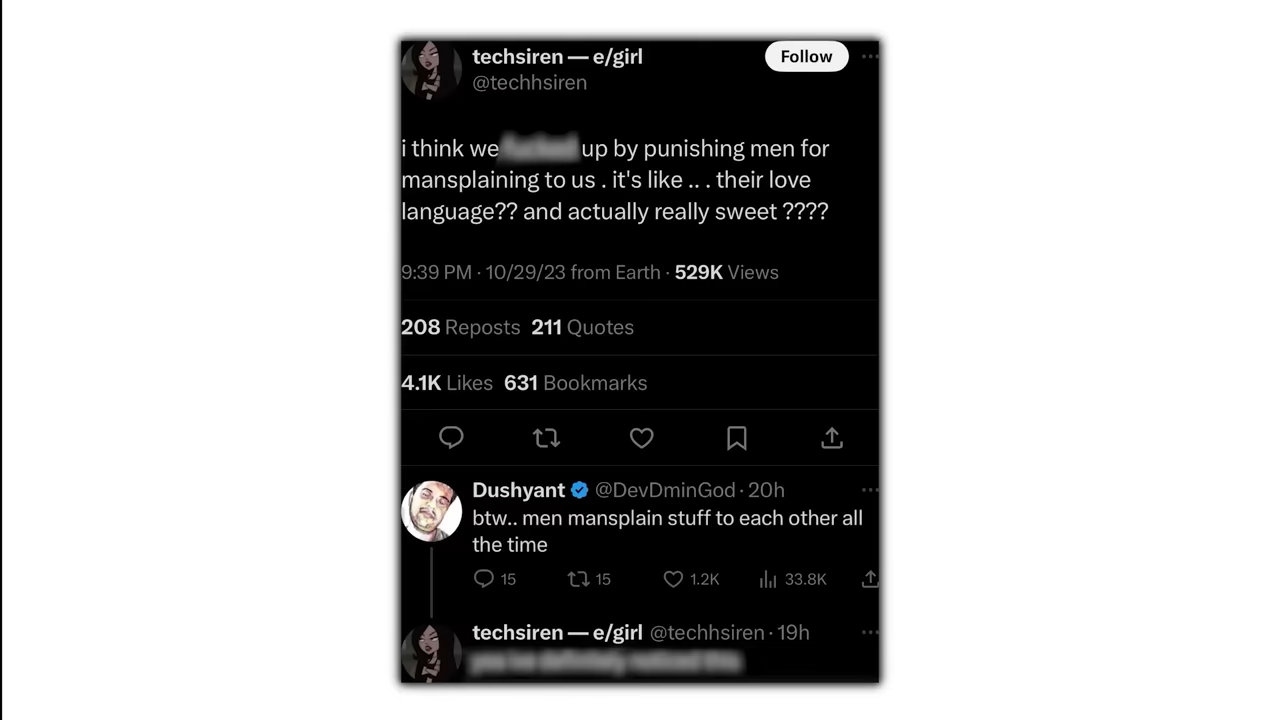 techsiren — e/girl
Follow
@techhsiren
i think we up by punishing men for
mansplaining to us . it's like .. . their love
language?? and actually really sweet ????
9:39 PM · 10/29/23 from Earth · 529K Views
208 Reposts 211 Quotes
4.1K Likes 631 Bookmarks
Dushyant @DevDminGod · 20h
btw.. men mansplain stuff to each other all
the time
15 15 1.2K 33.8K
techsiren — e/girl @techhsiren · 19h